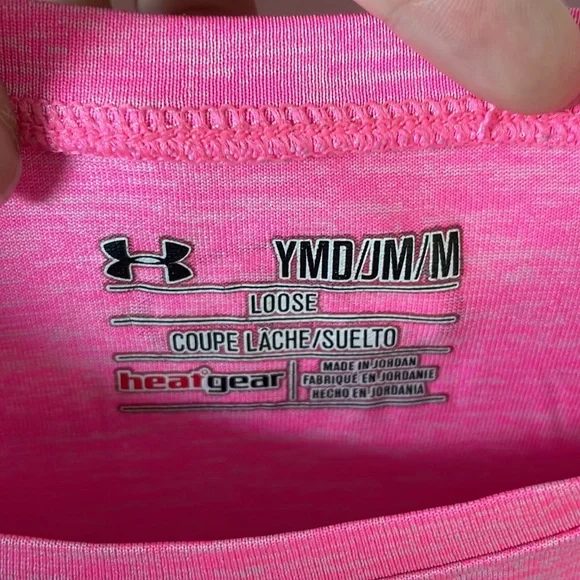 YMD/JM/M
LOOSE
COUPE LÂCHE/SUELTO
heatgear
MADE IN JORDAN
FABRIQUÉ EN JORDANIE
HECHO EN JORDANIA